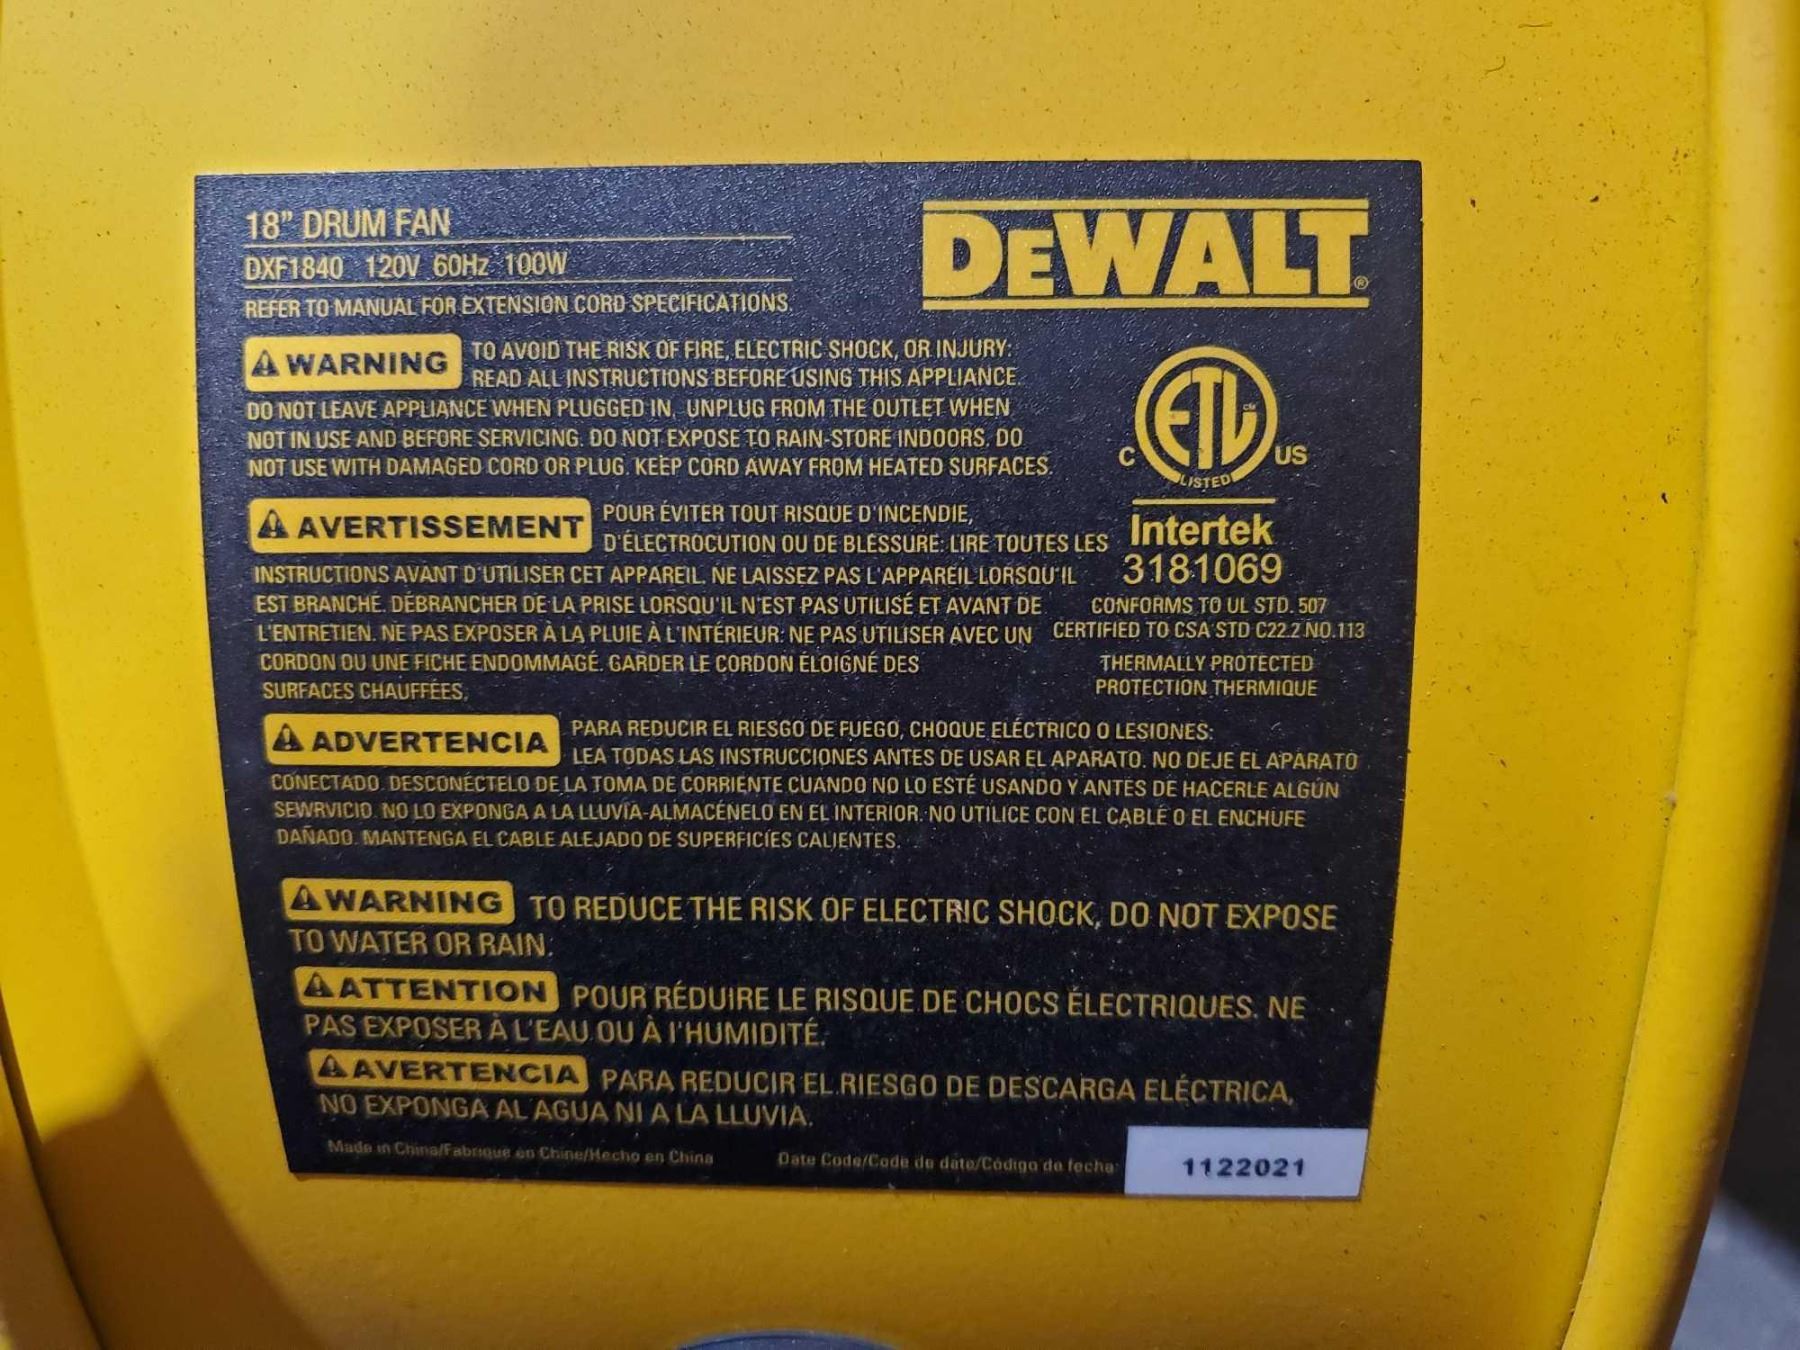 18” DRUM FAN
DXF1840 120V 60Hz 100W
REFER TO MANUAL FOR EXTENSION CORD SPECIFICATIONS.
DEWALT®
WARNING TO AVOID THE RISK OF FIRE, ELECTRIC SHOCK, OR INJURY:
READ ALL INSTRUCTIONS BEFORE USING THIS APPLIANCE.
DO NOT LEAVE APPLIANCE WHEN PLUGGED IN, UNPLUG FROM THE OUTLET WHEN
NOT IN USE AND BEFORE SERVICING. DO NOT EXPOSE TO RAIN-STORE INDOORS. DO
NOT USE WITH DAMAGED CORD OR PLUG. KEEP CORD AWAY FROM HEATED SURFACES.
ETL CM
C US
LISTED
Intertek
3181069
CONFORMS TO UL STD. 507
CERTIFIED TO CSA STD C22.2 NO.113
THERMALLY PROTECTED
PROTECTION THERMIQUE
AVERTISSEMENT POUR ÉVITER TOUT RISQUE D'INCENDIE,
D'ÉLECTROCUTION OU DE BLESSURE: LIRE TOUTES LES
INSTRUCTIONS AVANT D'UTILISER CET APPAREIL. NE LAISSEZ PAS L'APPAREIL LORSQU'IL
EST BRANCHÉ. DÉBRANCHER DE LA PRISE LORSQU'IL N'EST PAS UTILISÉ ET AVANT DE
L'ENTRETIEN. NE PAS EXPOSER À LA PLUIE À L'INTÉRIEUR: NE PAS UTILISER AVEC UN
CORDON OU UNE FICHE ENDOMMAGÉ. GARDER LE CORDON ÉLOIGNÉ DES
SURFACES CHAUFFÉES.
ADVERTENCIA PARA REDUCIR EL RIESGO DE FUEGO, CHOQUE ELÉCTRICO O LESIONES:
LEA TODAS LAS INSTRUCCIONES ANTES DE USAR EL APARATO. NO DEJE EL APARATO
CONECTADO. DESCONÉCTELO DE LA TOMA DE CORRIENTE CUANDO NO LO ESTÉ USANDO Y ANTES DE HACERLE ALGÚN
SEWRVICIO. NO LO EXPONGA A LA LLUVIA-ALMACÉNELO EN EL INTERIOR. NO UTILICE CON EL CABLE O EL ENCHUFE
DAÑADO. MANTENGA EL CABLE ALEJADO DE SUPERFICIES CALIENTES.
WARNING TO REDUCE THE RISK OF ELECTRIC SHOCK, DO NOT EXPOSE
TO WATER OR RAIN.
ATTENTION POUR RÉDUIRE LE RISQUE DE CHOCS ÉLECTRIQUES. NE
PAS EXPOSER À L'EAU OU À l'HUMIDITÉ.
AVERTENCIA PARA REDUCIR EL RIESGO DE DESCARGA ELÉCTRICA,
NO EXPONGA AL AGUA NI A LA LLUVIA.
Made in China/Fabrique en Chine/Hecho en China
Date Code/Code de date/Código de fecha: 1122021